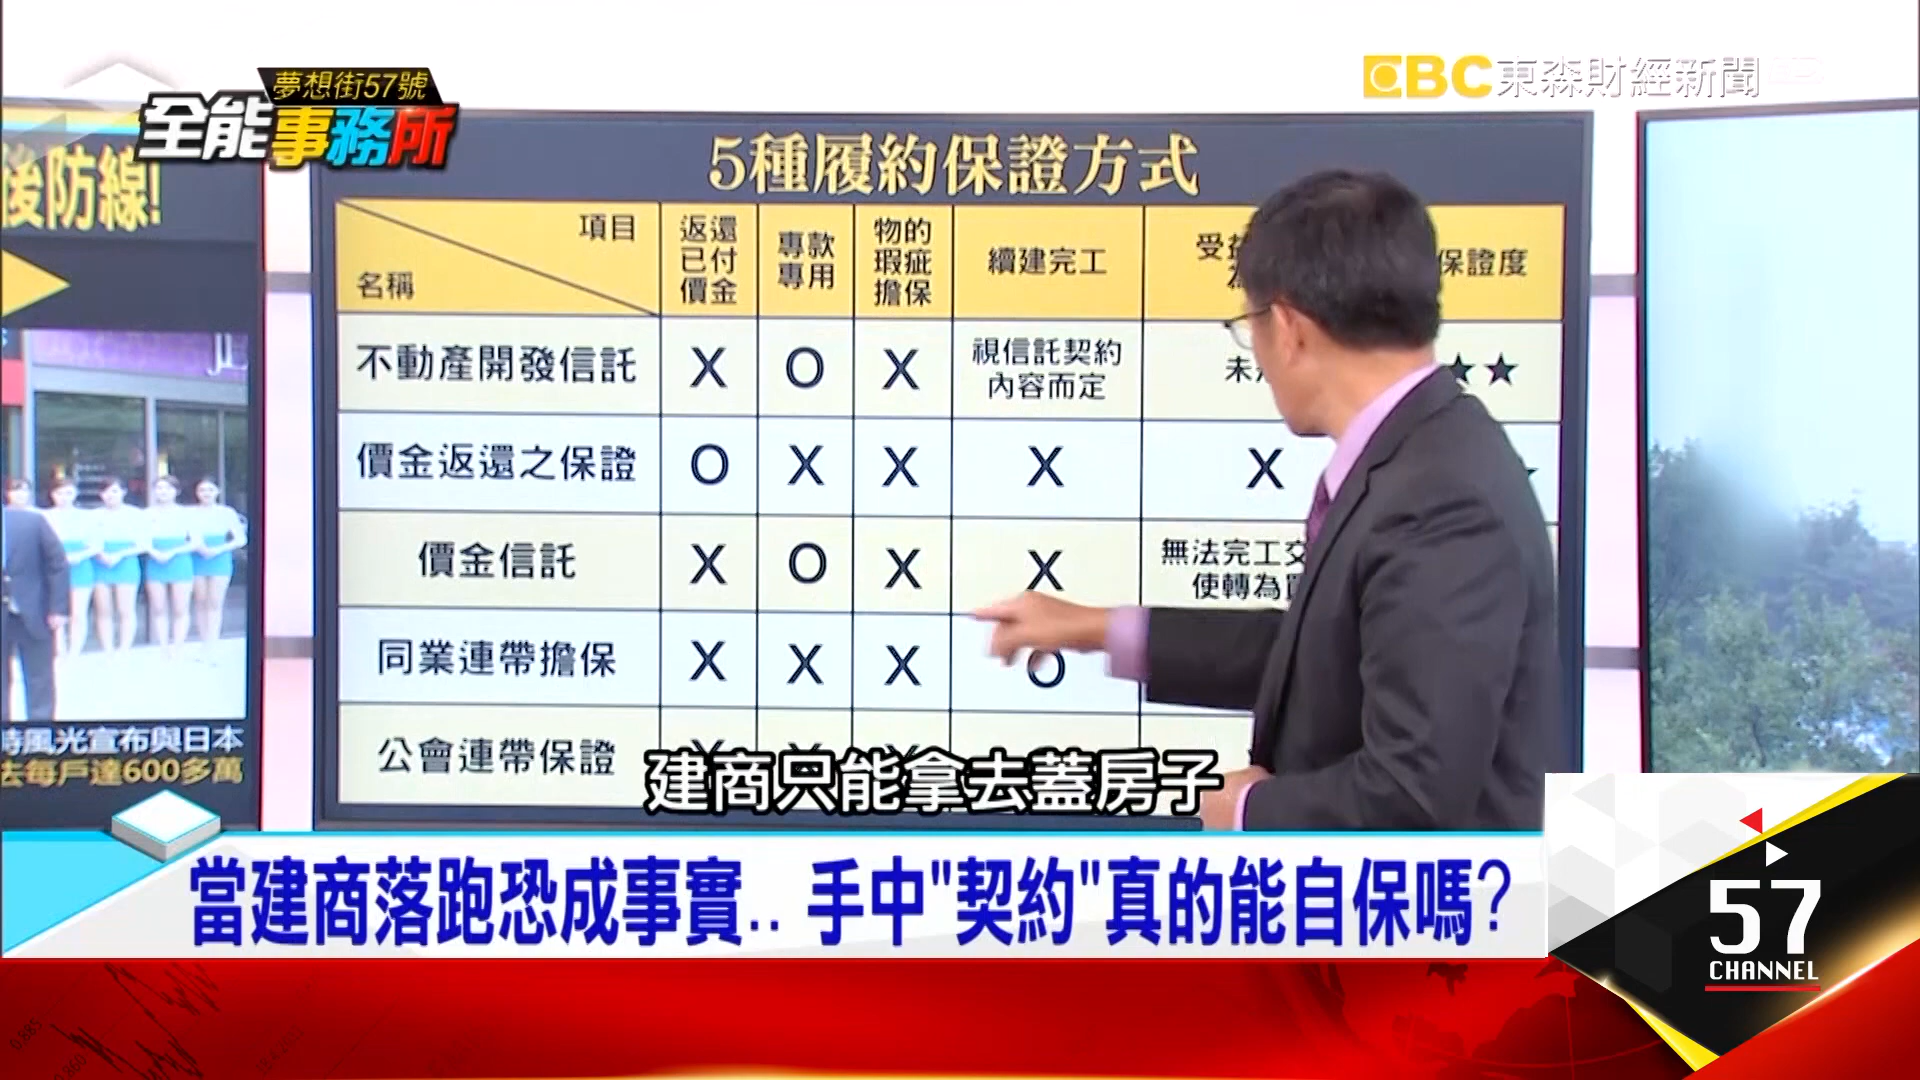 夢想街57號
全能事務所
EBC東森財經新聞
後防線!
時風光宣布與日本
去每戶達600多萬
5種履約保證方式
項目
名稱
返還
已付
價金
專款
專用
物的
瑕疵
擔保
續建完工
受益
為
保證度
不動產開發信託
X
O
X
視信託契約
內容而定
未
★★
價金返還之保證
O
X
X
X
X
價金信託
X
O
X
X
無法完工交
使轉為買
同業連帶擔保
X
X
X
O
公會連帶保證
建商只能拿去蓋房子
當建商落跑恐成事實.. 手中"契約"真的能自保嗎?
57
CHANNEL